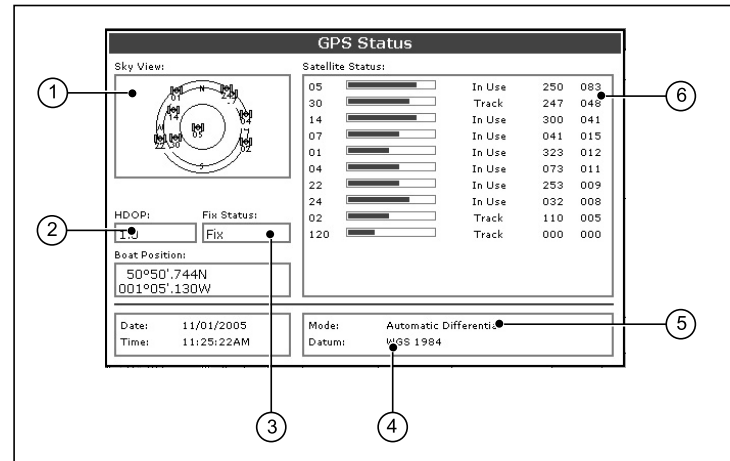 GPS Status
Sky View:
Satellite Status:
1
N
01
24
14
04
05
22
30
02
S
05 In Use 250 083
30 Track 247 048
14 In Use 300 041
07 In Use 041 015
01 In Use 323 012
04 In Use 073 011
22 In Use 253 009
24 In Use 032 008
02 Track 110 005
120 Track 000 000
6
HDOP:
Fix Status:
2
Fix
Boat Position:
50°50'.744N
001°05'.130W
Date: 11/01/2005
Time: 11:25:22AM
Mode: Automatic Differential
Datum: WGS 1984
5
3
4